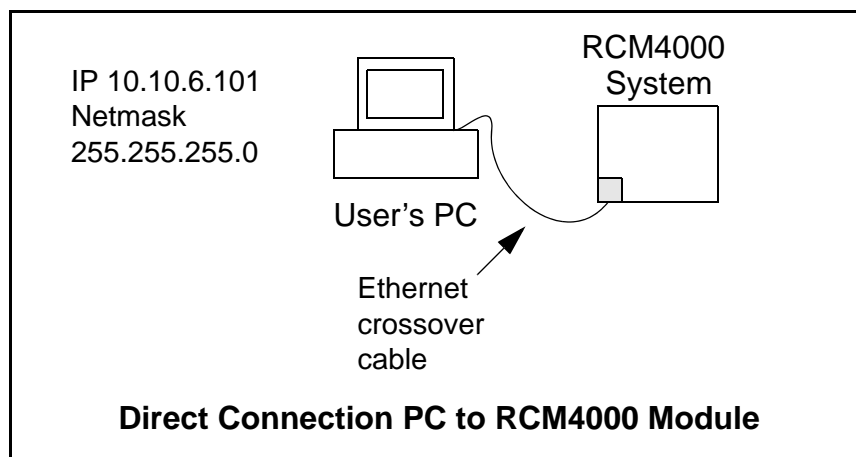 IP 10.10.6.101
Netmask
255.255.255.0
RCM4000
System
User's PC
Ethernet
crossover
cable
Direct Connection PC to RCM4000 Module